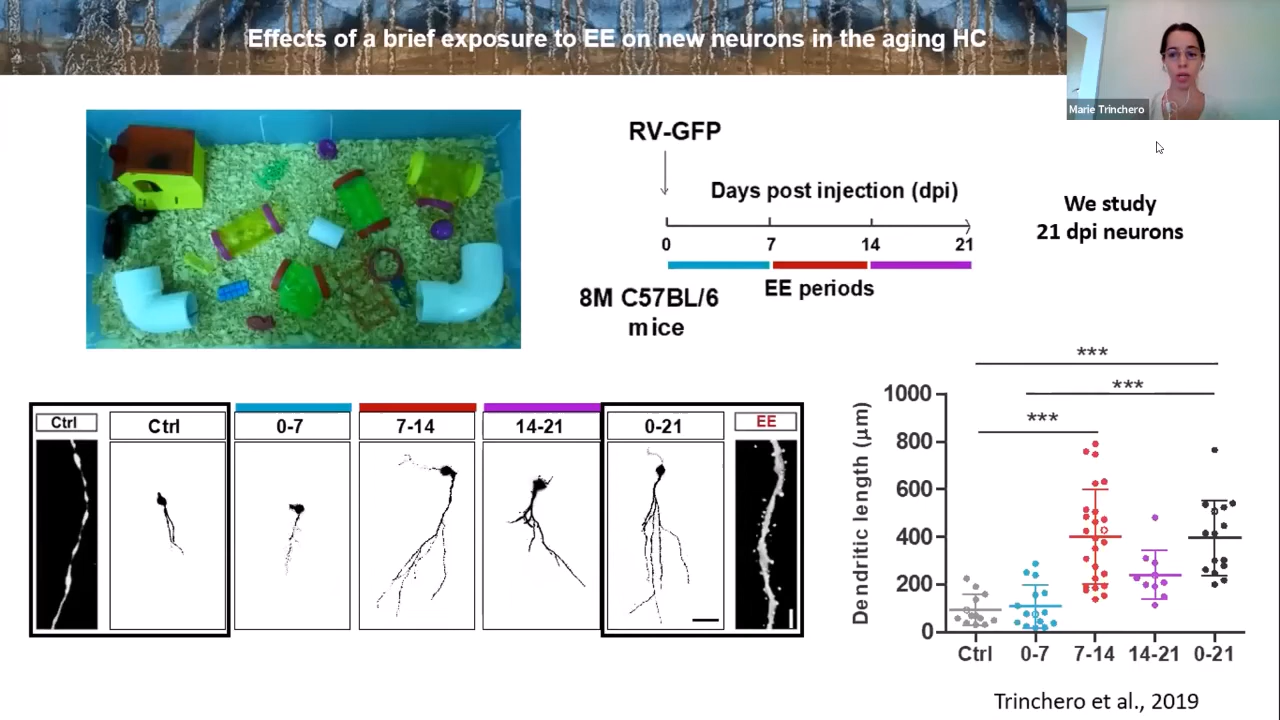 Effects of a brief exposure to EE on new neurons in the aging HC
Marie Trinchero
RV-GFP
Days post injection (dpi)
0 7 14 21
EE periods
8M C57BL/6
mice
We study
21 dpi neurons
Ctrl
Ctrl
0-7
7-14
14-21
0-21
EE
***
***
***
Dendritic length (µm)
1000
800
600
400
200
0
Ctrl 0-7 7-14 14-21 0-21
Trinchero et al., 2019